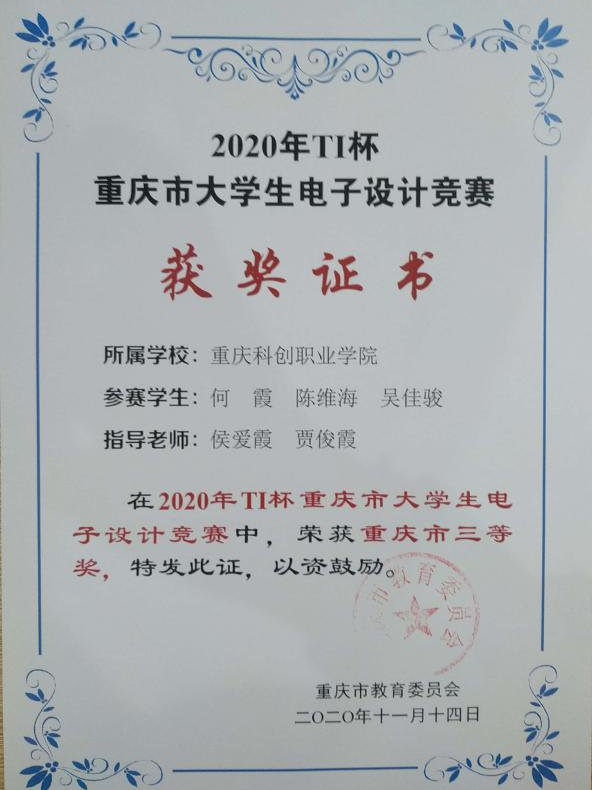 2020年TI杯
重庆市大学生电子设计竞赛
获奖证书
所属学校：重庆科创职业学院
参赛学生：何 霞 陈维海 吴佳骏
指导老师：侯爱霞 贾俊霞
在2020年TI杯重庆市大学生电
子设计竞赛中，荣获重庆市三等
奖，特发此证，以资鼓励。
市教育委员会
重庆市教育委员会
二〇二〇年十一月十四日